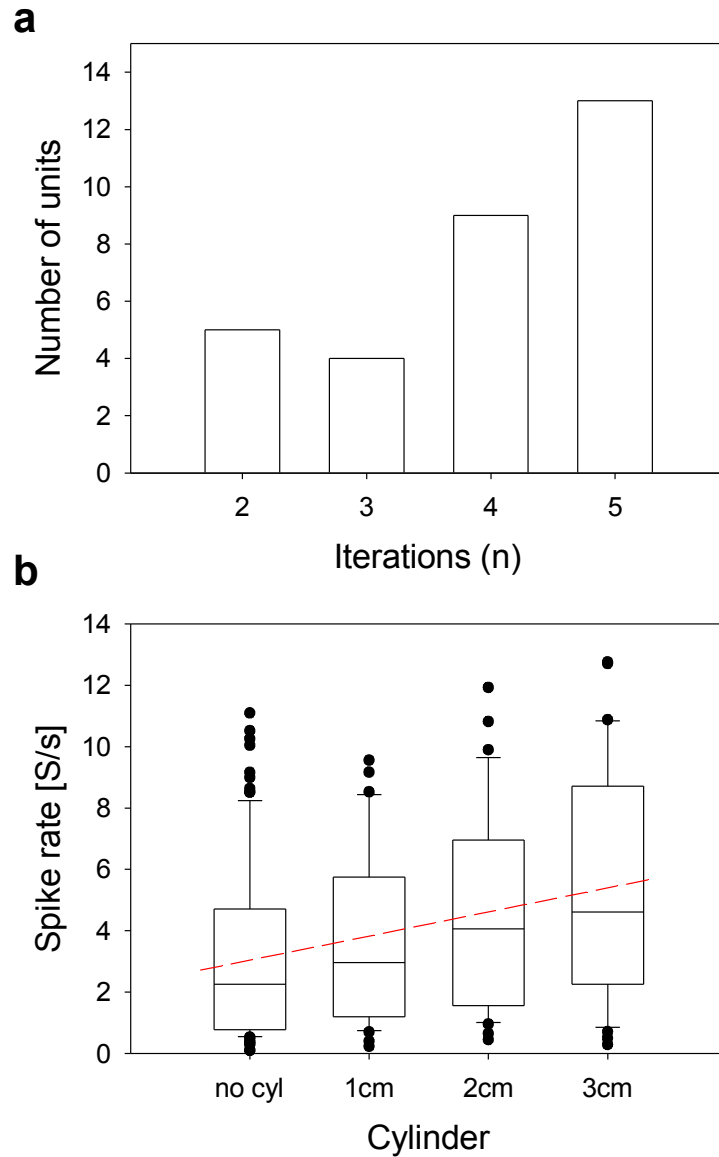 a
14
12
10
8
6
4
2
0
Number of units
2 3 4 5
Iterations (n)
b
14
12
10
8
6
4
2
0
Spike rate [S/s]
no cyl 1cm 2cm 3cm
Cylinder